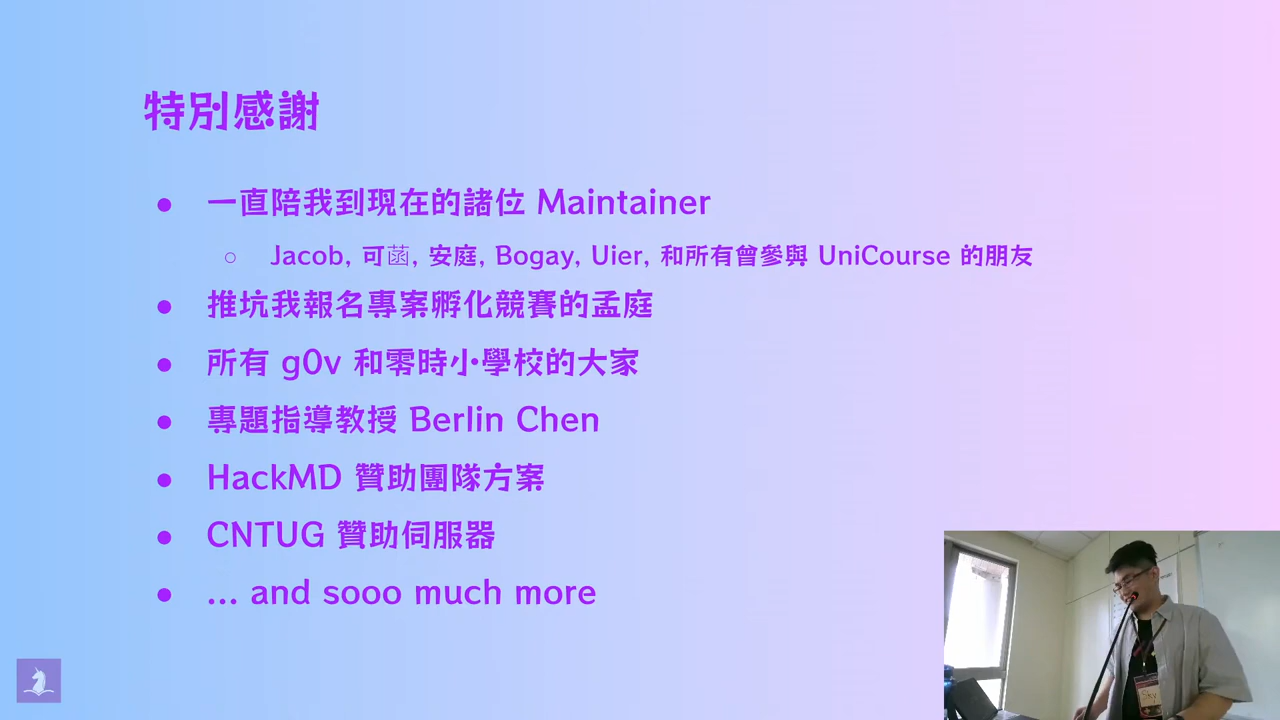 特別感謝
● 一直陪我到現在的諸位 Maintainer
○ Jacob, 可菡, 安庭, Bogay, Uier, 和所有曾參與 UniCourse 的朋友
● 推坑我報名專案孵化競賽的孟庭
● 所有 g0v 和零時小學校的大家
● 專題指導教授 Berlin Chen
● HackMD 贊助團隊方案
● CNTUG 贊助伺服器
● ... and sooo much more